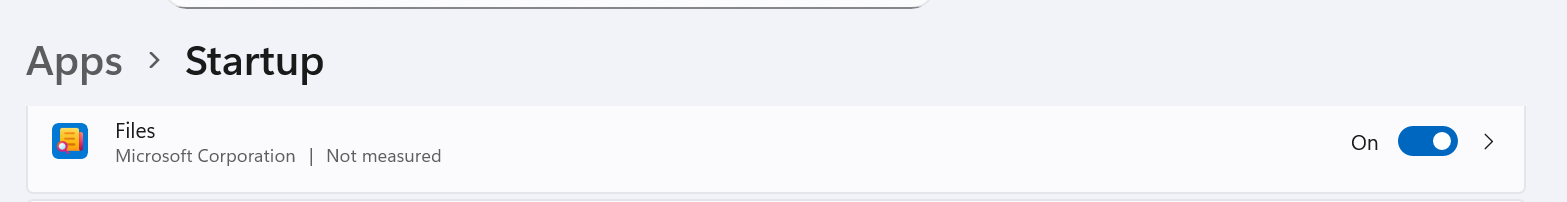 Apps > Startup
Files
Microsoft Corporation | Not measured
On